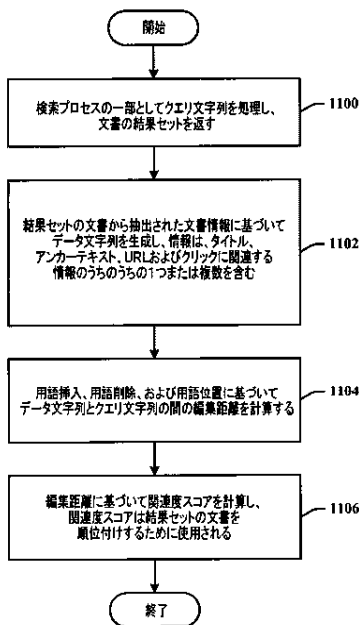 開始
検索プロセスの一部としてクエリ文字列を処理し、
文書の結果セットを返す
1100
結果セットの文書から抽出された文書情報に基づいて
データ文字列を生成し、情報は、タイトル、
アンカーテキスト、URLおよびクリックに関連する
情報のうちのうちの1つまたは複数を含む
1102
用語挿入、用語削除、および用語位置に基づいて
データ文字列とクエリ文字列の間の編集距離を計算する
1104
編集距離に基づいて関連度スコアを計算し、
関連度スコアは結果セットの文書を
順位付けするために使用される
1106
終了